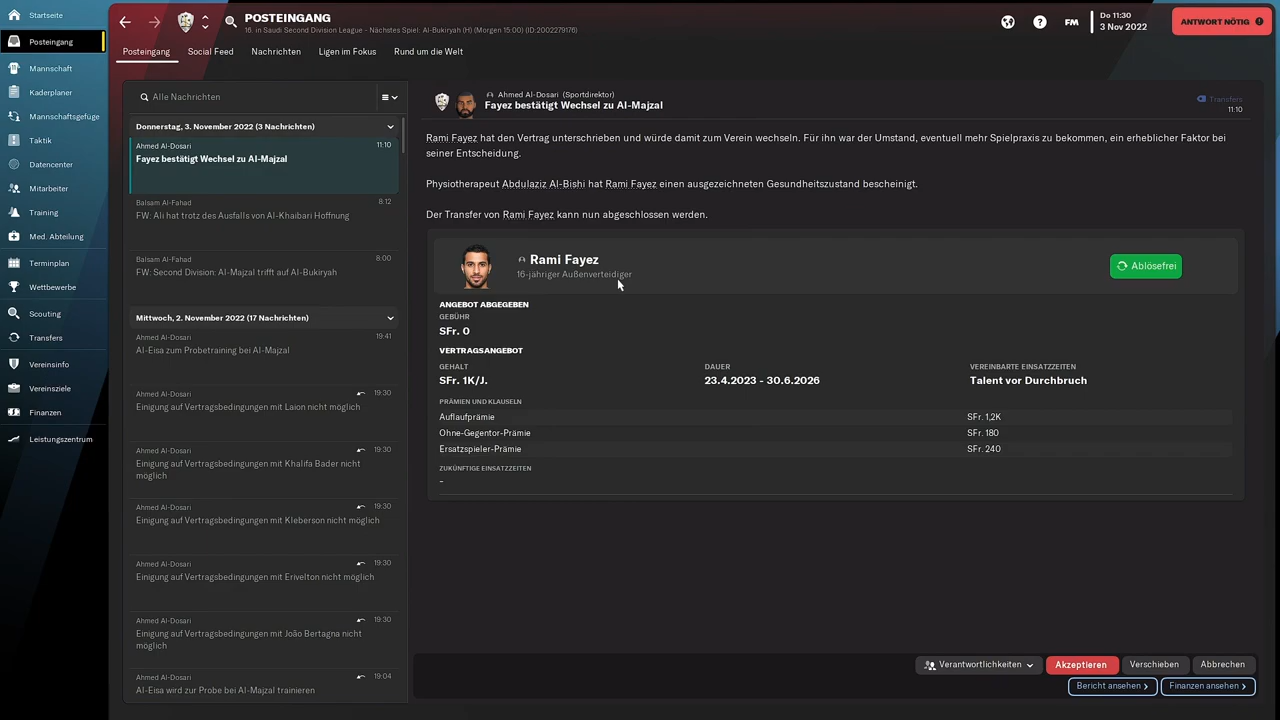 Startseite
Posteingang
Mannschaft
Kaderplaner
Mannschaftsgefüge
Taktik
Datencenter
Mitarbeiter
Training
Med. Abteilung
Terminplan
Wettbewerbe
Scouting
Transfers
Vereinsinfo
Vereinsziele
Finanzen
Leistungszentrum
POSTEINGANG
16. in Saudi Second Division League - Nächstes Spiel: Al-Bukiryah (H) (Morgen 15:00) (ID:2002279176)
FM
Do 11:30
3 Nov 2022
ANTWORT NÖTIG
Posteingang
Social Feed
Nachrichten
Ligen im Fokus
Rund um die Welt
Alle Nachrichten
Donnerstag, 3. November 2022 (3 Nachrichten)
Ahmed Al-Dosari 11:10
Fayez bestätigt Wechsel zu Al-Majzal
Balsam Al-Fahad 8:12
FW: Ali hat trotz des Ausfalls von Al-Khaibari Hoffnung
Balsam Al-Fahad 8:00
FW: Second Division: Al-Majzal trifft auf Al-Bukiryah
Mittwoch, 2. November 2022 (17 Nachrichten)
Ahmed Al-Dosari 19:41
Al-Eisa zum Probetraining bei Al-Majzal
Ahmed Al-Dosari 19:30
Einigung auf Vertragsbedingungen mit Laion nicht möglich
Ahmed Al-Dosari 19:30
Einigung auf Vertragsbedingungen mit Khalifa Bader nicht
möglich
Ahmed Al-Dosari 19:30
Einigung auf Vertragsbedingungen mit Kleberson nicht möglich
Ahmed Al-Dosari 19:30
Einigung auf Vertragsbedingungen mit Erivelton nicht möglich
Ahmed Al-Dosari 19:30
Einigung auf Vertragsbedingungen mit João Bertagna nicht
möglich
Ahmed Al-Dosari 19:04
Al-Eisa wird zur Probe bei Al-Majzal trainieren
Ahmed Al-Dosari (Sportdirektor)
Fayez bestätigt Wechsel zu Al-Majzal
Transfers
11:10
Rami Fayez hat den Vertrag unterschrieben und würde damit zum Verein wechseln. Für ihn war der Umstand, eventuell mehr Spielpraxis zu bekommen, ein erheblicher Faktor bei
seiner Entscheidung.
Physiotherapeut Abdulaziz Al-Bishi hat Rami Fayez einen ausgezeichneten Gesundheitszustand bescheinigt.
Der Transfer von Rami Fayez kann nun abgeschlossen werden.
Rami Fayez
16-jähriger Außenverteidiger
Ablösefrei
ANGEBOT ABGEGEBEN
GEBÜHR
SFr. 0
VERTRAGSANGEBOT
GEHALT DAUER VEREINBARTE EINSATZZEITEN
SFr. 1K/J. 23.4.2023 - 30.6.2026 Talent vor Durchbruch
PRÄMIEN UND KLAUSELN
Auflaufprämie SFr. 1,2K
Ohne-Gegentor-Prämie SFr. 180
Ersatzspieler-Prämie SFr. 240
ZUKÜNFTIGE EINSATZZEITEN
-
Verantwortlichkeiten
Akzeptieren
Verschieben
Abbrechen
Bericht ansehen
Finanzen ansehen